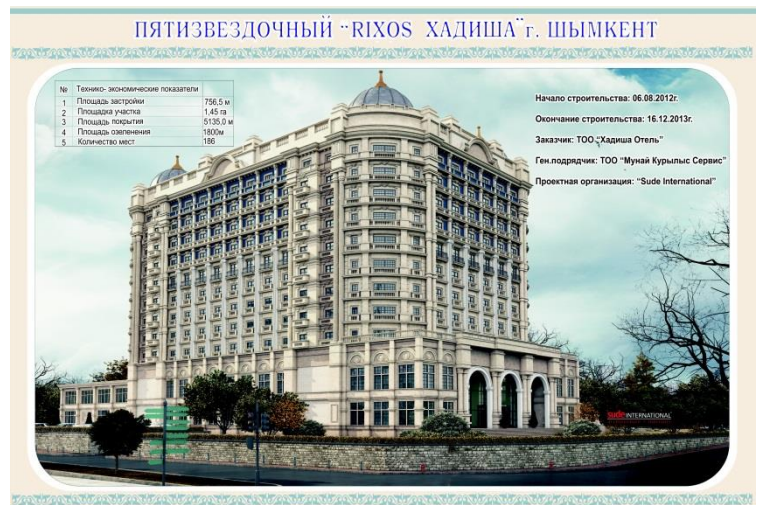 ПЯТИЗВЕЗДОЧНЫЙ "RIXOS ХАДИША" г. ШЫМКЕНТ
№ Технико- экономические показатели
1 Площадь застройки 756,5 м
2 Площадка участка 1,45 га
3 Площадь покрытия 5135,0 м
4 Площадь озеленения 1800м
5 Количество мест 186
Начало строительства: 06.08.2012г.
Окончание строительства: 16.12.2013г.
Заказчик: ТОО "Хадиша Отель"
Ген.подрядчик: ТОО "Мунай Курылыс Сервис"
Проектная организация: "Sude International"
sude INTERNATIONAL